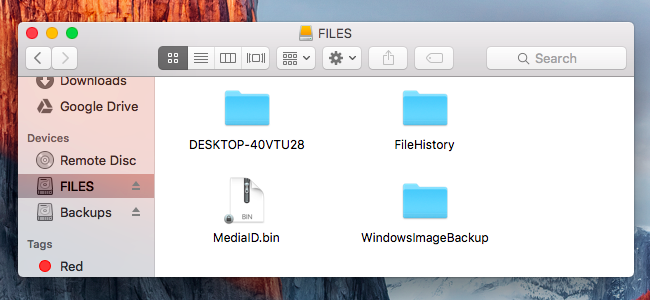 FILES
Search
Downloads
Google Drive
Devices
Remote Disc
FILES
Backups
Tags
Red
DESKTOP-40VTU28
FileHistory
BIN
MediaID.bin
WindowsImageBackup